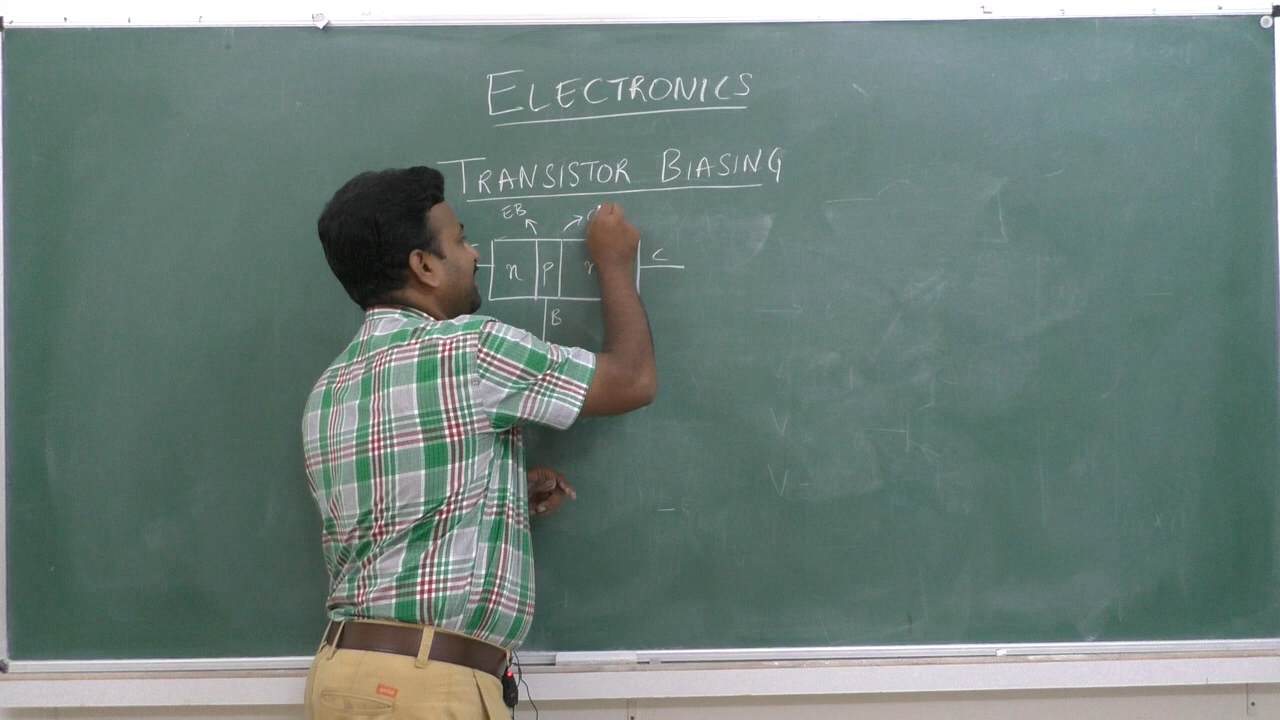 ELECTRONICS
TRANSISTOR BIASING
EB
n p C
B
V
V